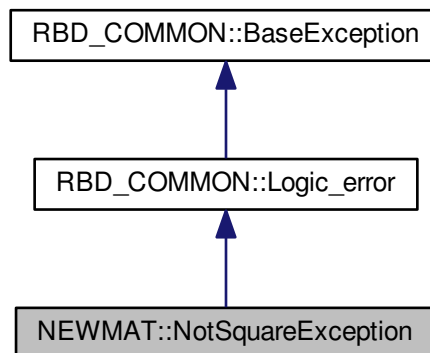 RBD_COMMON::BaseException
RBD_COMMON::Logic_error
NEWMAT::NotSquareException